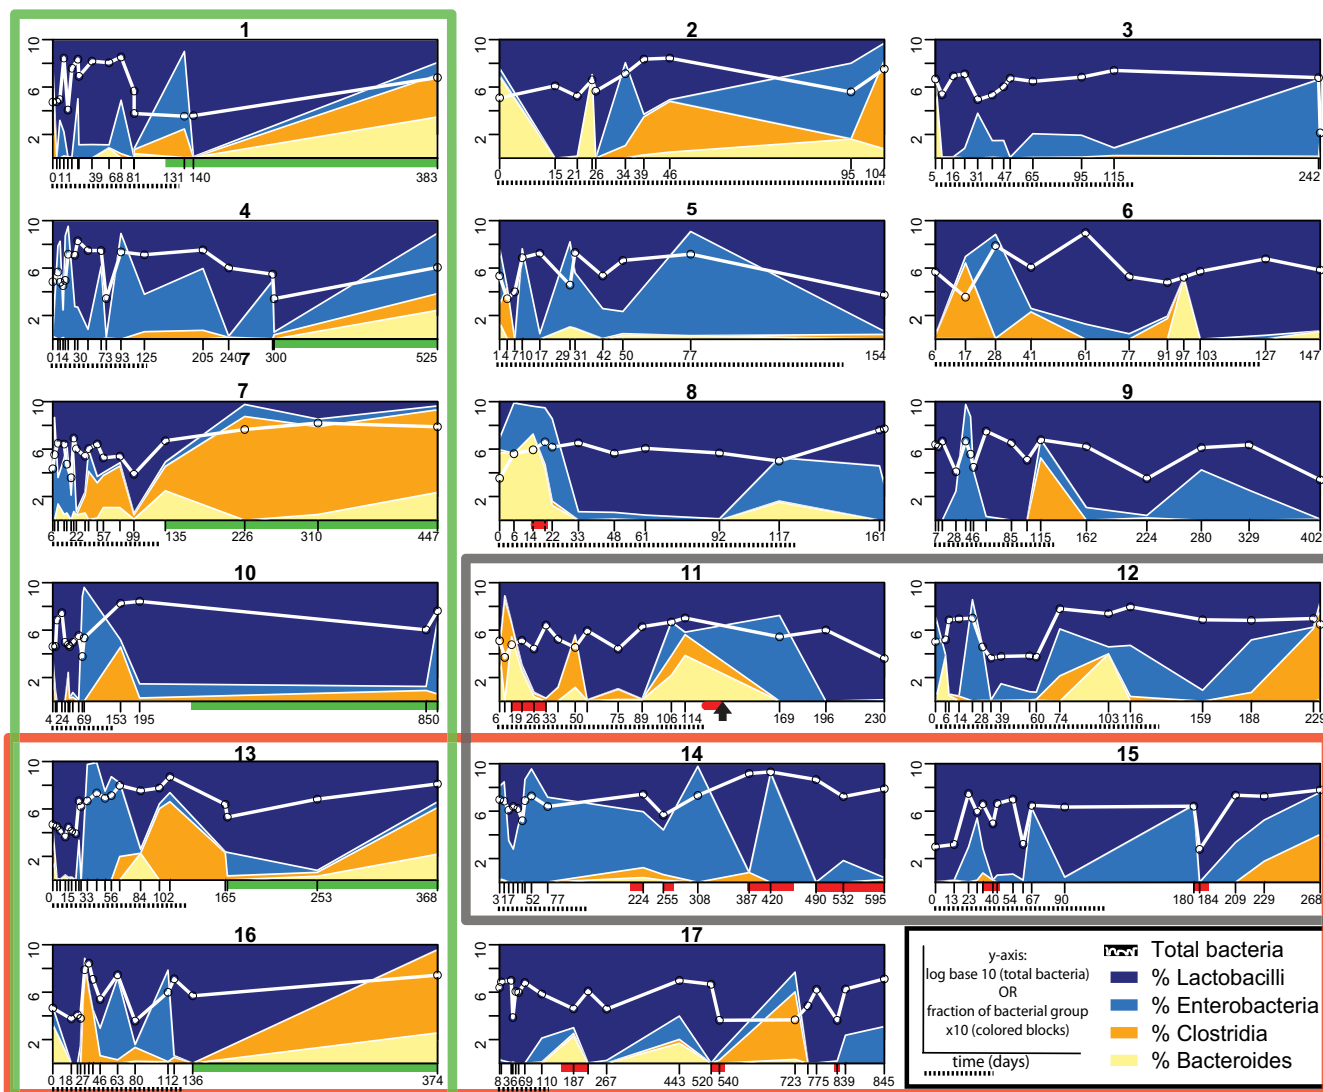 1
10
6
2
0 11 39 68 81 131 140 383
2
10
6
2
0 15 21 26 34 39 46 95 104
3
10
6
2
5 16 31 47 65 95 115 242
4
10
6
2
0 14 30 73 93 125 205 240 300 525
7
5
10
6
2
1 4 7 10 17 29 31 42 50 77 154
6
10
6
2
6 17 28 41 61 77 91 97 103 127 147
7
10
6
2
6 22 57 99 135 226 310 447
8
10
6
2
0 6 14 22 33 48 61 92 117 161
9
10
6
2
7 28 46 85 115 162 224 280 329 402
10
10
6
2
4 24 69 153 195 850
11
10
6
2
6 19 26 33 50 75 89 106 114 169 196 230
12
10
6
2
0 6 14 28 39 60 74 103 116 159 188 229
13
10
6
2
0 15 33 56 84 102 165 253 368
14
10
6
2
3 17 52 77 224 255 308 387 420 490 532 595
15
10
6
2
0 13 23 40 54 67 90 180 184 209 229 268
16
10
6
2
0 18 27 46 63 80 112 136 374
17
10
6
2
8 36 69 110 187 267 443 520 540 723 775 839 845
y-axis:
log base 10 (total bacteria)
OR
fraction of bacterial group
x10 (colored blocks)
time (days)
Total bacteria
% Lactobacilli
% Enterobacteria
% Clostridia
% Bacteroides